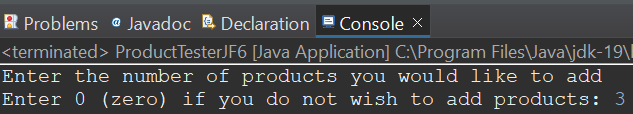 Problems @ Javadoc Declaration Console ×
<terminated> ProductTesterJF6 [Java Application] C:\Program Files\Java\jdk-19\
Enter the number of products you would like to add
Enter 0 (zero) if you do not wish to add products: 3